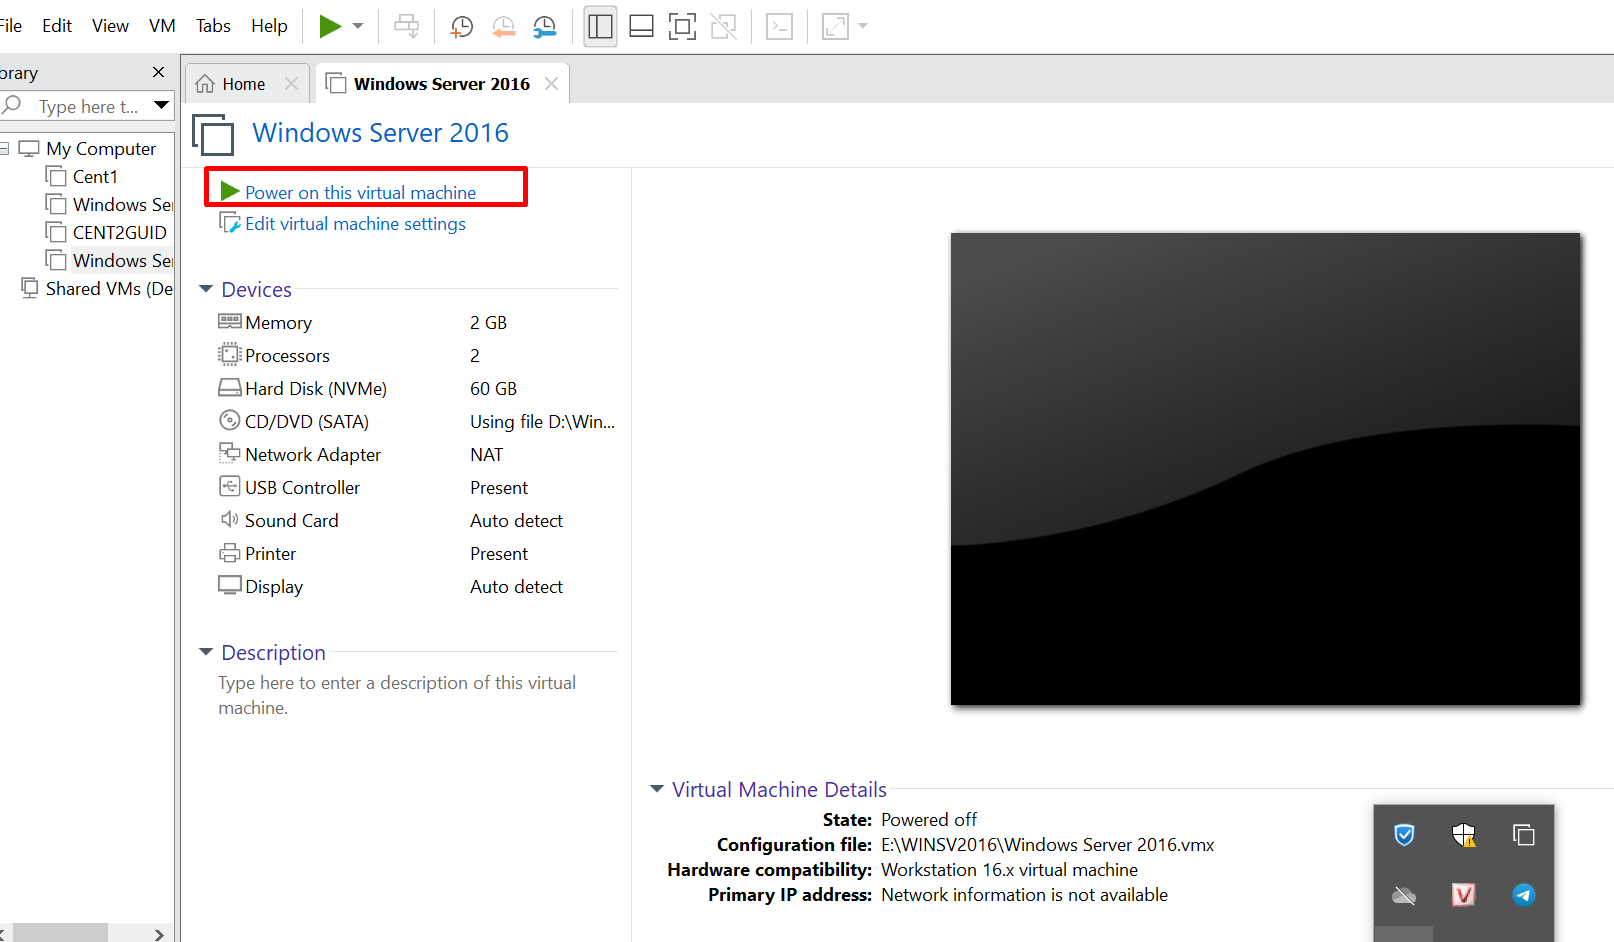 File Edit View VM Tabs Help
brary
Type here t...
Home
Windows Server 2016
My Computer
Cent1
Windows Ser
CENT2GUID
Windows Ser
Shared VMs (De
Windows Server 2016
Power on this virtual machine
Edit virtual machine settings
Devices
Memory 2 GB
Processors 2
Hard Disk (NVMe) 60 GB
CD/DVD (SATA) Using file D:\Win...
Network Adapter NAT
USB Controller Present
Sound Card Auto detect
Printer Present
Display Auto detect
Description
Type here to enter a description of this virtual
machine.
Virtual Machine Details
State: Powered off
Configuration file: E:\WINSV2016\Windows Server 2016.vmx
Hardware compatibility: Workstation 16.x virtual machine
Primary IP address: Network information is not available
V